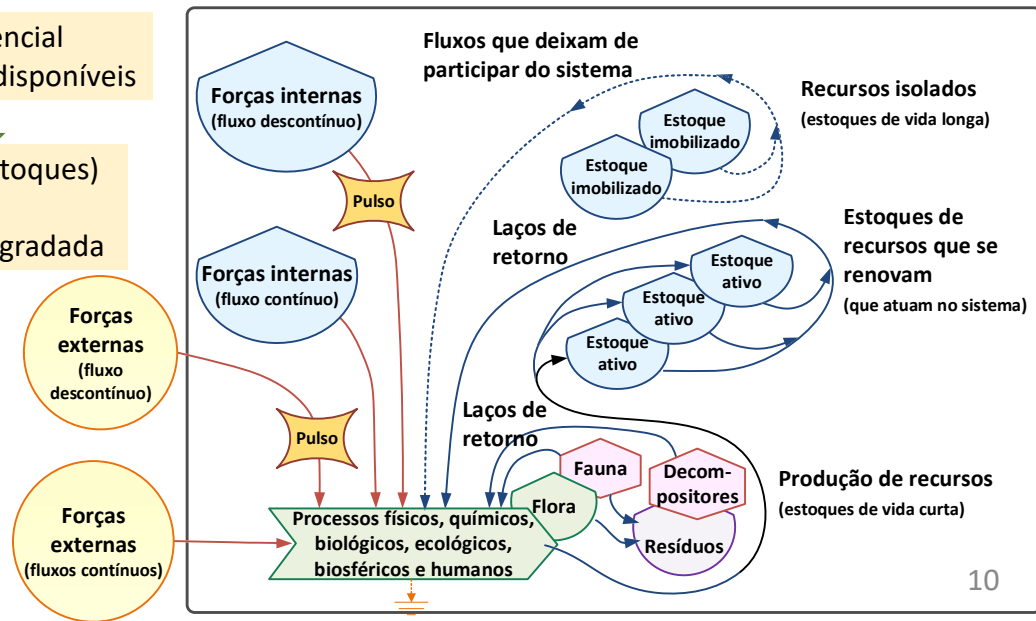 encial
disponíveis
toques)
gradada
Forças
externas
(fluxo
descontínuo)
Forças
externas
(fluxos contínuos)
Forças internas
(fluxo descontínuo)
Pulso
Forças internas
(fluxo contínuo)
Pulso
Fluxos que deixam de
participar do sistema
Estoque
imobilizado
Estoque
imobilizado
Recursos isolados
(estoques de vida longa)
Laços de
retorno
Estoque
ativo
Estoque
ativo
Estoque
ativo
Estoques de
recursos que se
renovam
(que atuam no sistema)
Laços de
retorno
Fauna
Decom-
positores
Flora
Resíduos
Produção de recursos
(estoques de vida curta)
Processos físicos, químicos,
biológicos, ecológicos,
biosféricos e humanos
10